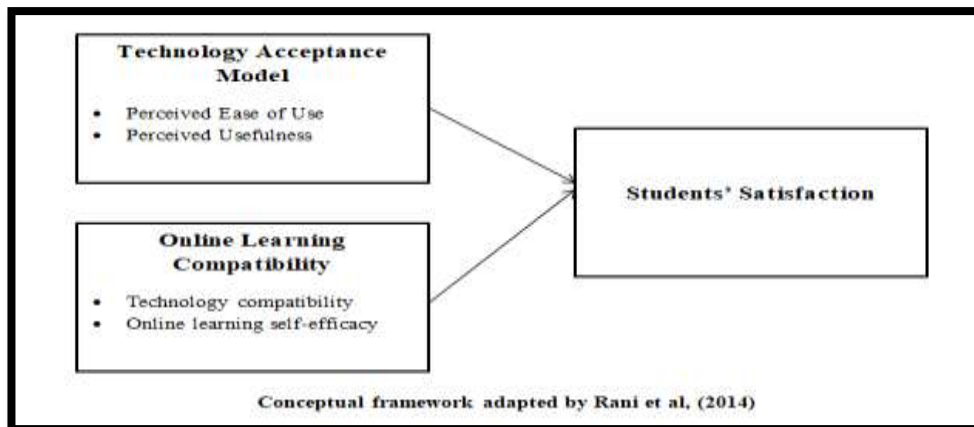 Technology Acceptance
Model
• Perceived Ease of Use
• Perceived Usefulness
Students' Satisfaction
Online Learning
Compatibility
• Technology compatibility
• Online learning self-efficacy
Conceptual framework adapted by Rani et al, (2014)